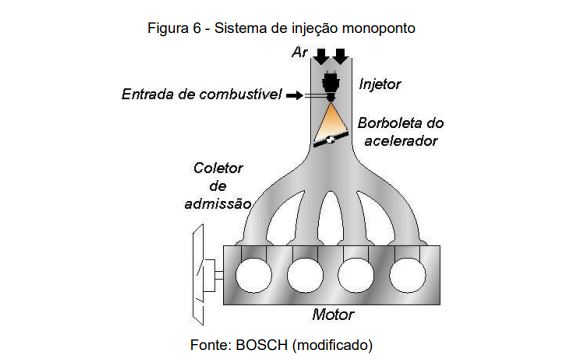 Figura 6 - Sistema de injeção monoponto
Ar
Injetor
Entrada de combustível
Borboleta do
acelerador
Coletor
de
admissão
Motor
Fonte: BOSCH (modificado)